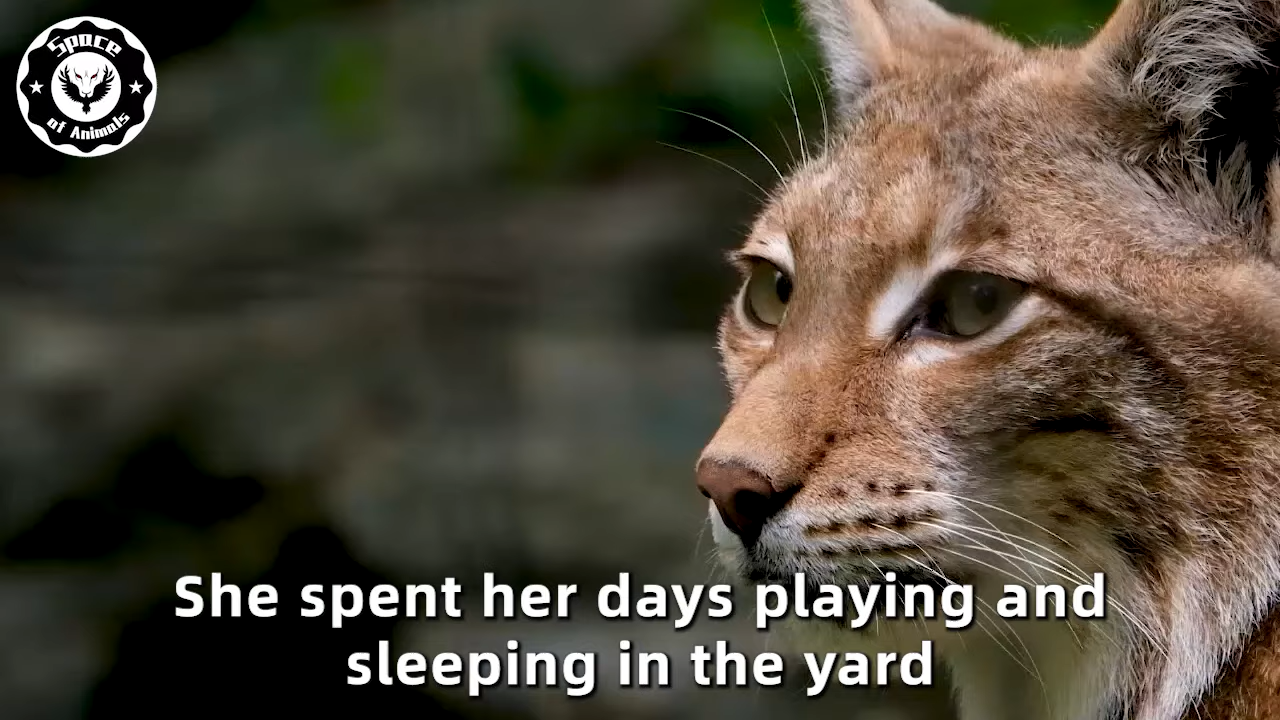 Space
of Animals
She spent her days playing and
sleeping in the yard